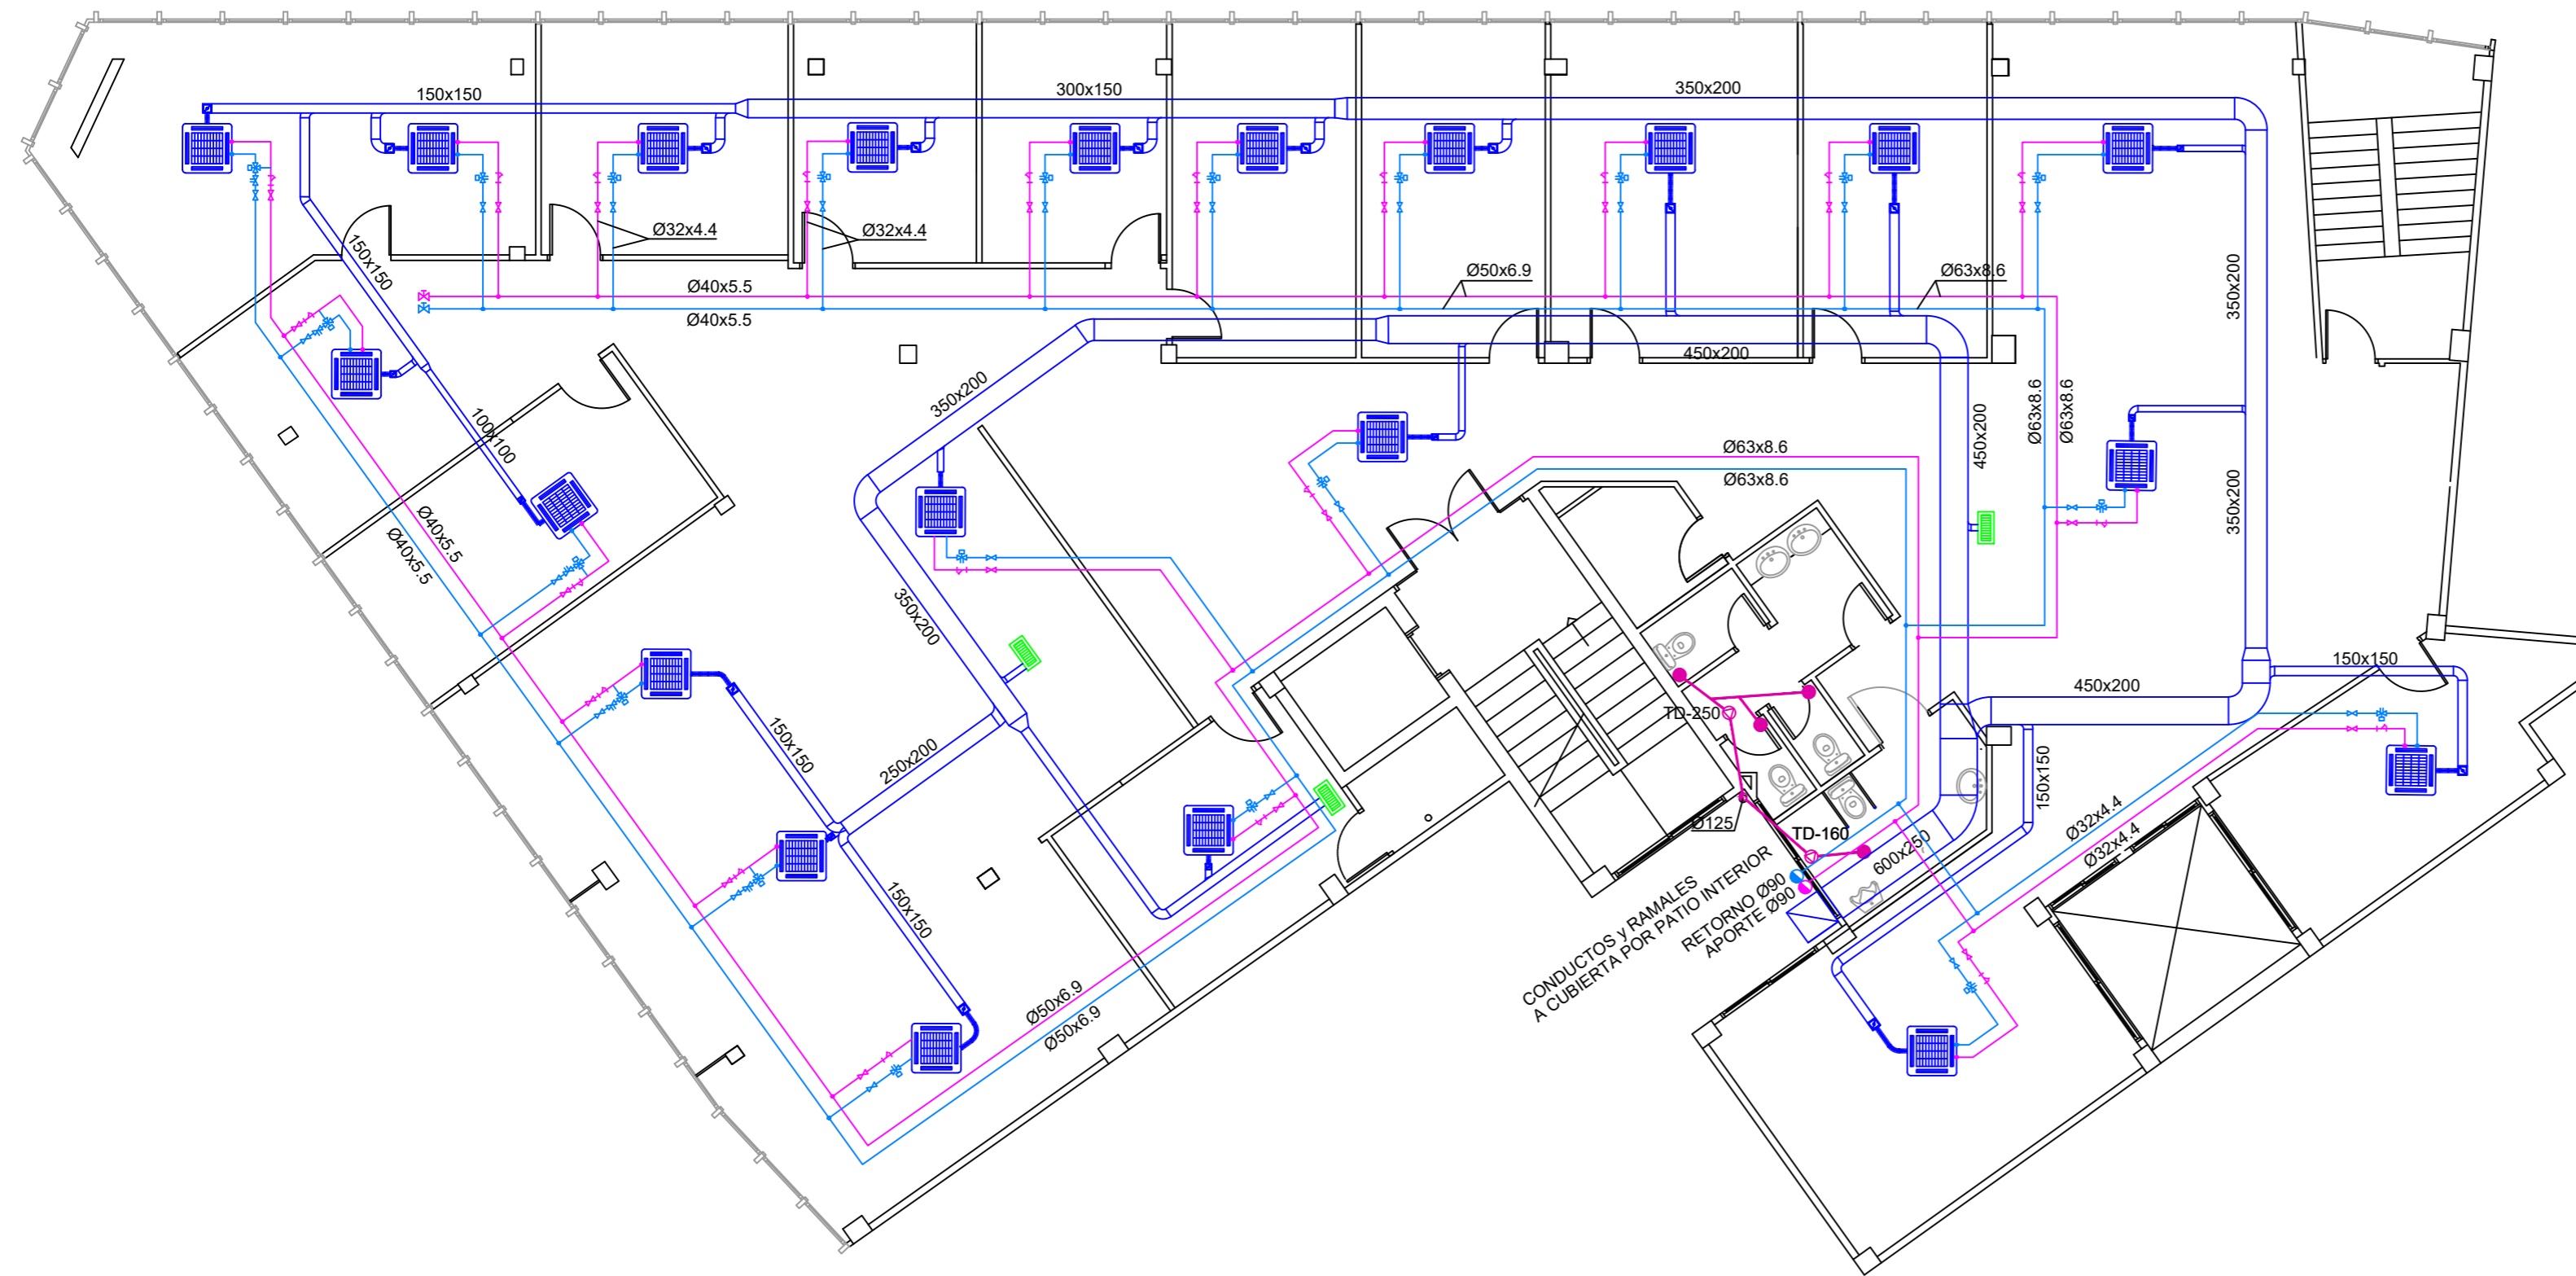 150x150
300x150
350x200
Ø32x4.4
Ø32x4.4
150x150
Ø50x6.9
Ø63x8.6
Ø40x5.5
Ø40x5.5
350x200
450x200
350x200
450x200
Ø63x8.6
Ø63x8.6
100x100
Ø63x8.6
Ø63x8.6
350x200
Ø40x5.5
Ø40x5.5
350x200
150x150
450x200
TD-250
150x150
250x200
150x150
Ø125
TD-160
Ø32x4.4
Ø32x4.4
600x250
150x150
CONDUCTOS y RAMALES
A CUBIERTA POR PATIO INTERIOR
RETORNO Ø90
APORTE Ø90
Ø50x6.9
Ø50x6.9